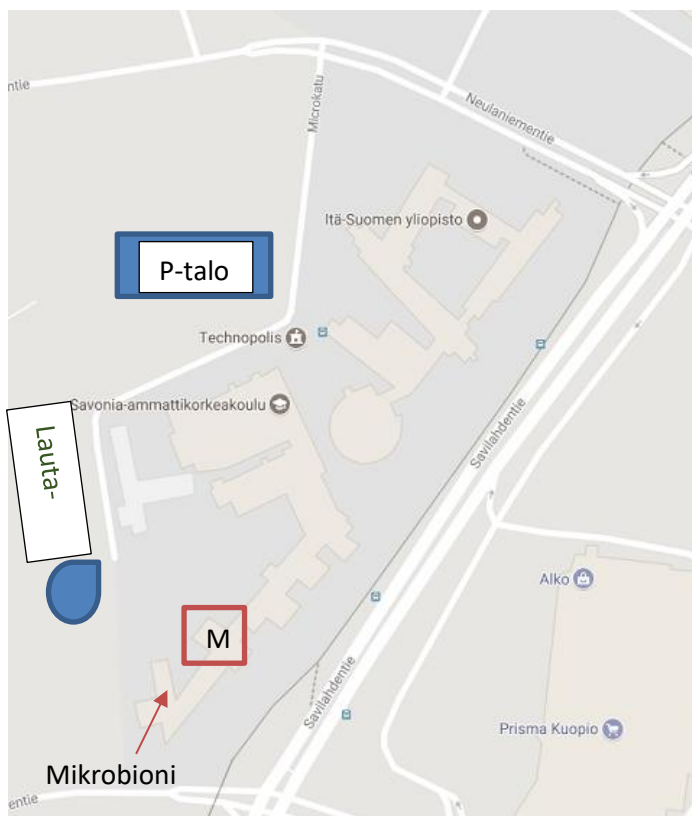 ntie
Microkatu
Neulaniementie
Itä-Suomen yliopisto
P-talo
Technopolis
Savonia-ammattikorkeakoulu
Lauta-
Savilahdentie
Alko
M
Savilahdentie
Prisma Kuopio
Mikrobioni
entie